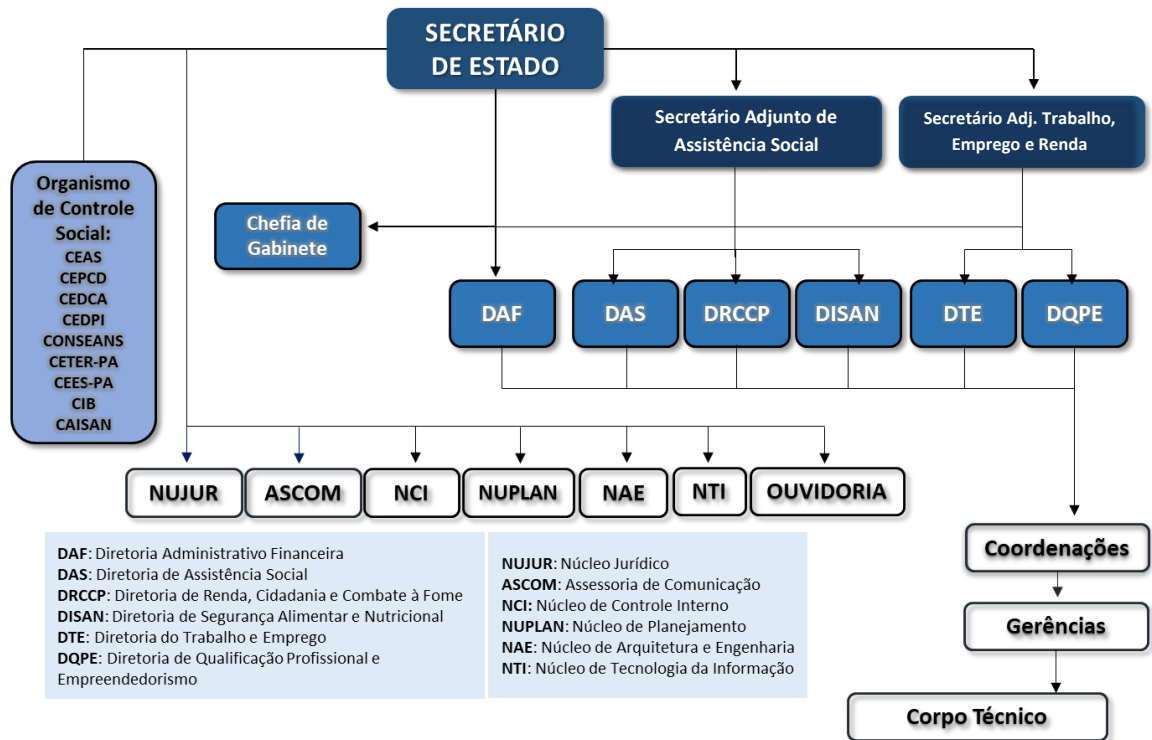 SECRETÁRIO
DE ESTADO
Secretário Adjunto de
Assistência Social
Secretário Adj. Trabalho,
Emprego e Renda
Organismo
de Controle
Social:
CEAS
CEPCD
CEDCA
CEDPI
CONSEANS
CETER-PA
CEES-PA
CIB
CAISAN
Chefia de
Gabinete
DAF
DAS
DRCCP
DISAN
DTE
DQPE
NUJUR
ASCOM
NCI
NUPLAN
NAE
NTI
OUVIDORIA
Coordenações
Gerências
Corpo Técnico
DAF: Diretoria Administrativo Financeira
DAS: Diretoria de Assistência Social
DRCCP: Diretoria de Renda, Cidadania e Combate à Fome
DISAN: Diretoria de Segurança Alimentar e Nutricional
DTE: Diretoria do Trabalho e Emprego
DQPE: Diretoria de Qualificação Profissional e
Empreendedorismo
NUJUR: Núcleo Jurídico
ASCOM: Assessoria de Comunicação
NCI: Núcleo de Controle Interno
NUPLAN: Núcleo de Planejamento
NAE: Núcleo de Arquitetura e Engenharia
NTI: Núcleo de Tecnologia da Informação